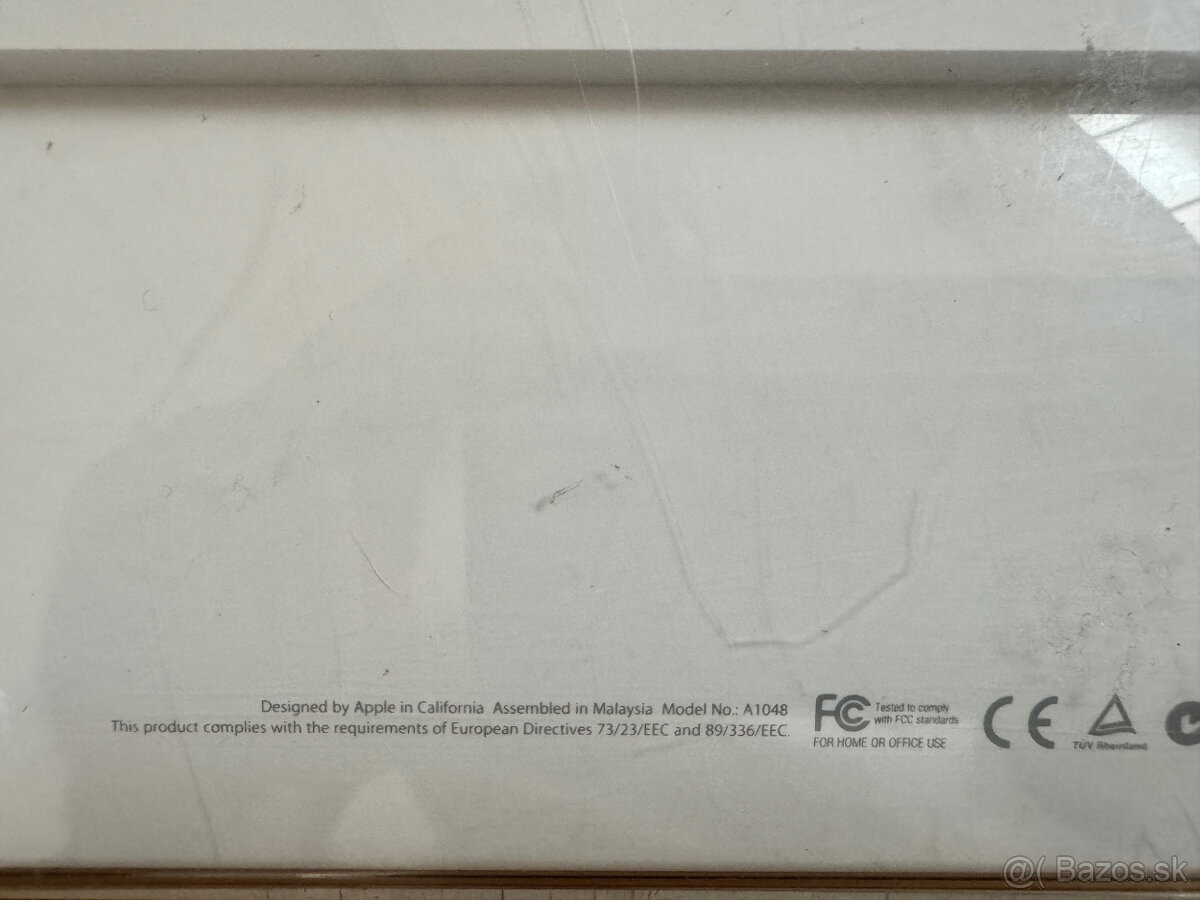 Designed by Apple in California Assembled in Malaysia Model No.: A1048
This product complies with the requirements of European Directives 73/23/EEC and 89/336/EEC.
FC Tested to comply
with FCC standards
FOR HOME OR OFFICE USE
CE
TÜV Rheinland
@( Bazos.sk